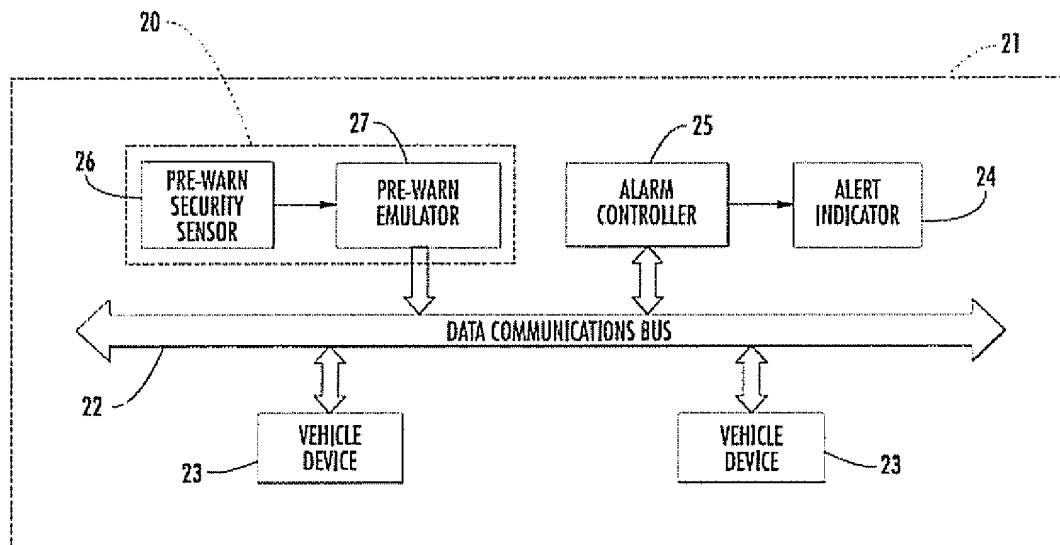 20
21
27
25
26
PRE-WARN
SECURITY
SENSOR
PRE-WARN
EMULATOR
ALARM
CONTROLLER
ALERT
INDICATOR
24
DATA COMMUNICATIONS BUS
22
VEHICLE
DEVICE
23
VEHICLE
DEVICE
23